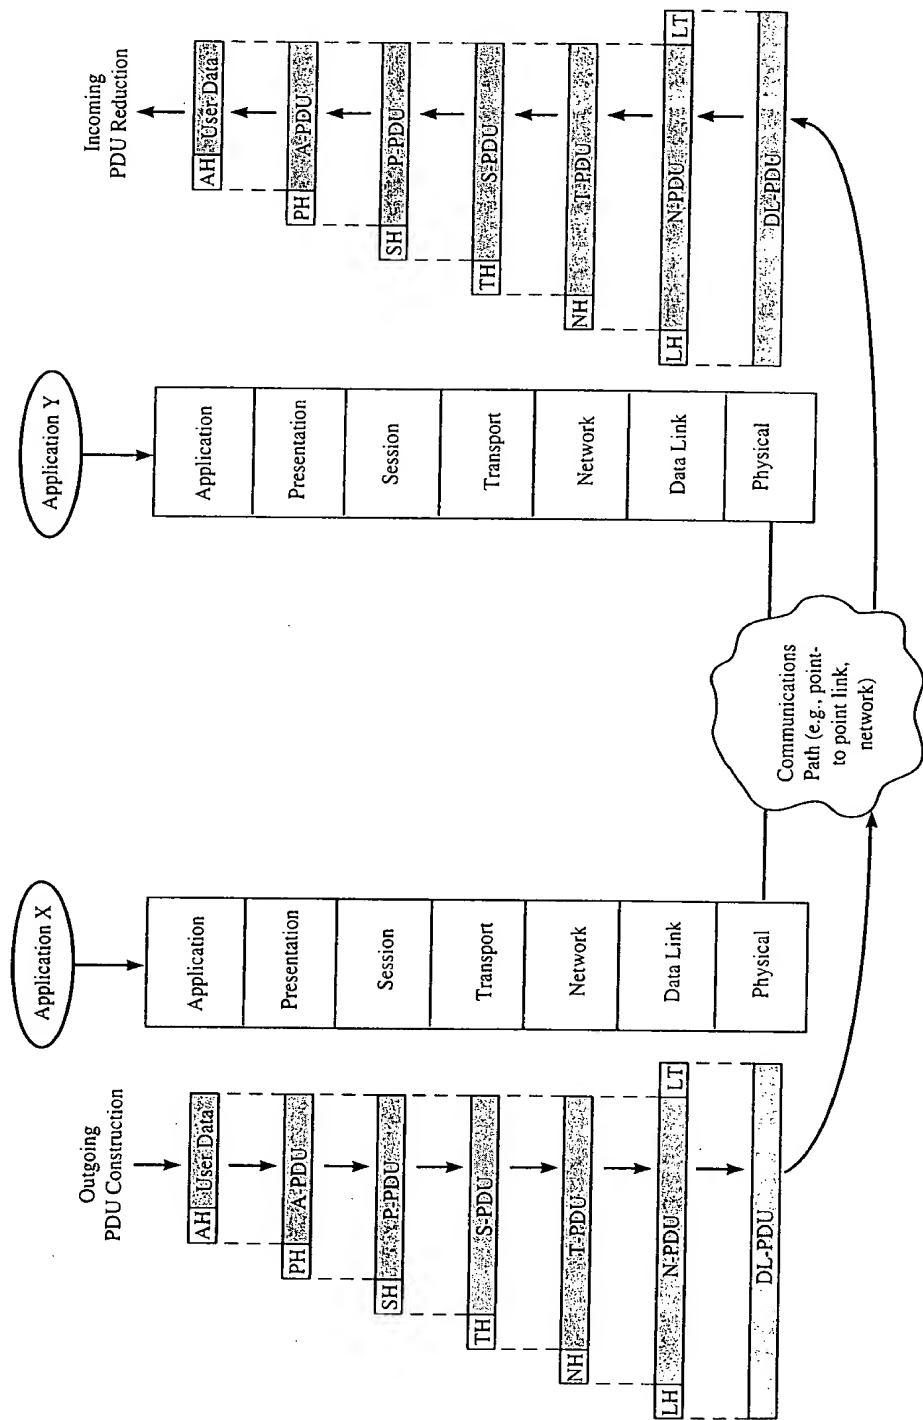 Outgoing
PDU Construction
AH User Data
PH A-PDU
SH P-PDU
TH S-PDU
NH T-PDU
LH N-PDU LT
DL-PDU
Application X
Application
Presentation
Session
Transport
Network
Data Link
Physical
Communications
Path (e.g., point-
to point link,
network)
Application Y
Application
Presentation
Session
Transport
Network
Data Link
Physical
Incoming
PDU Reduction
AH User Data
PH A-PDU
SH P-PDU
TH S-PDU
NH T-PDU
LH N-PDU LT
DL-PDU